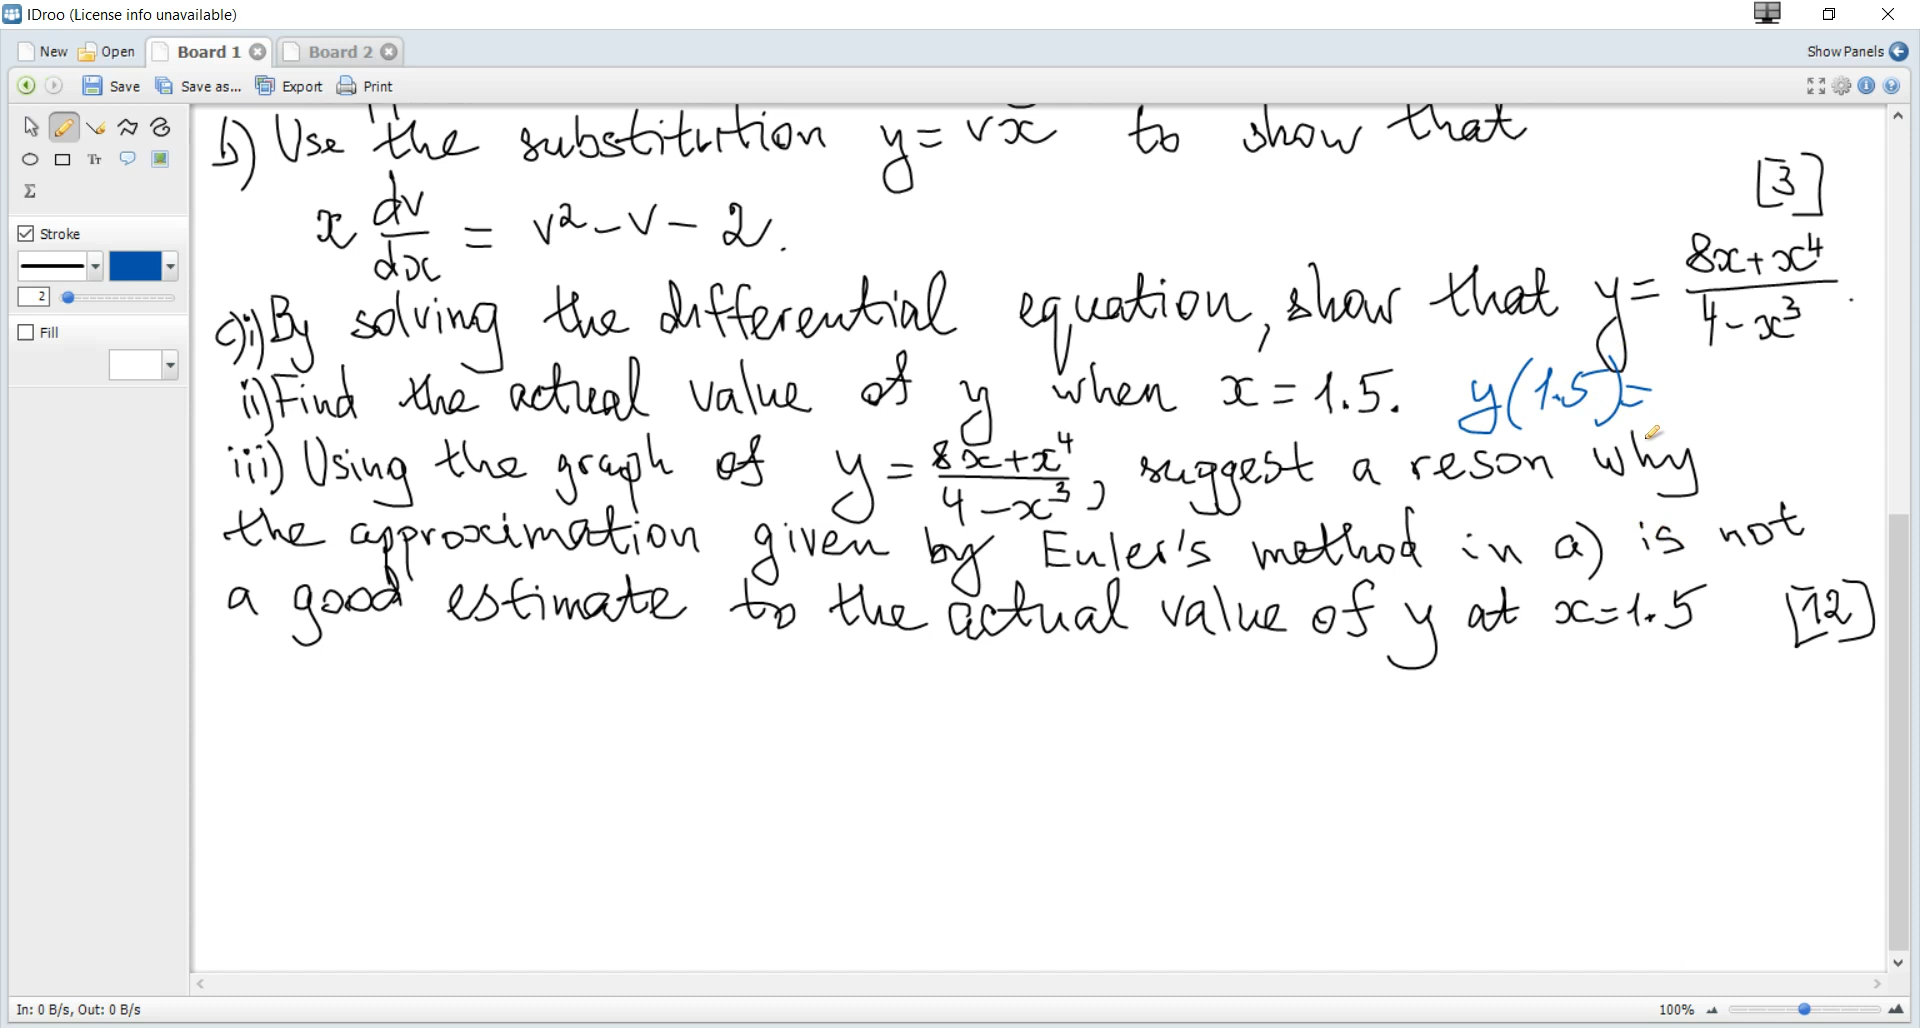 IDroo (License info unavailable)
New Open Board 1 Board 2 Show Panels
Save Save as... Export Print
b) Use the substitution y = vx to show that
[3]
x dv/dx = v² - v - 2.
c)i) By solving the differential equation, show that y = (8x+x⁴)/(4-x³).
ii) Find the actual value of y when x = 1.5. y(1.5)=
iii) Using the graph of y = (8x+x⁴)/(4-x³), suggest a reson why
the approximation given by Euler's method in a) is not
a good estimate to the actual value of y at x=1.5 [12]
Tr
Σ
Stroke
2
Fill
In: 0 B/s, Out: 0 B/s 100%